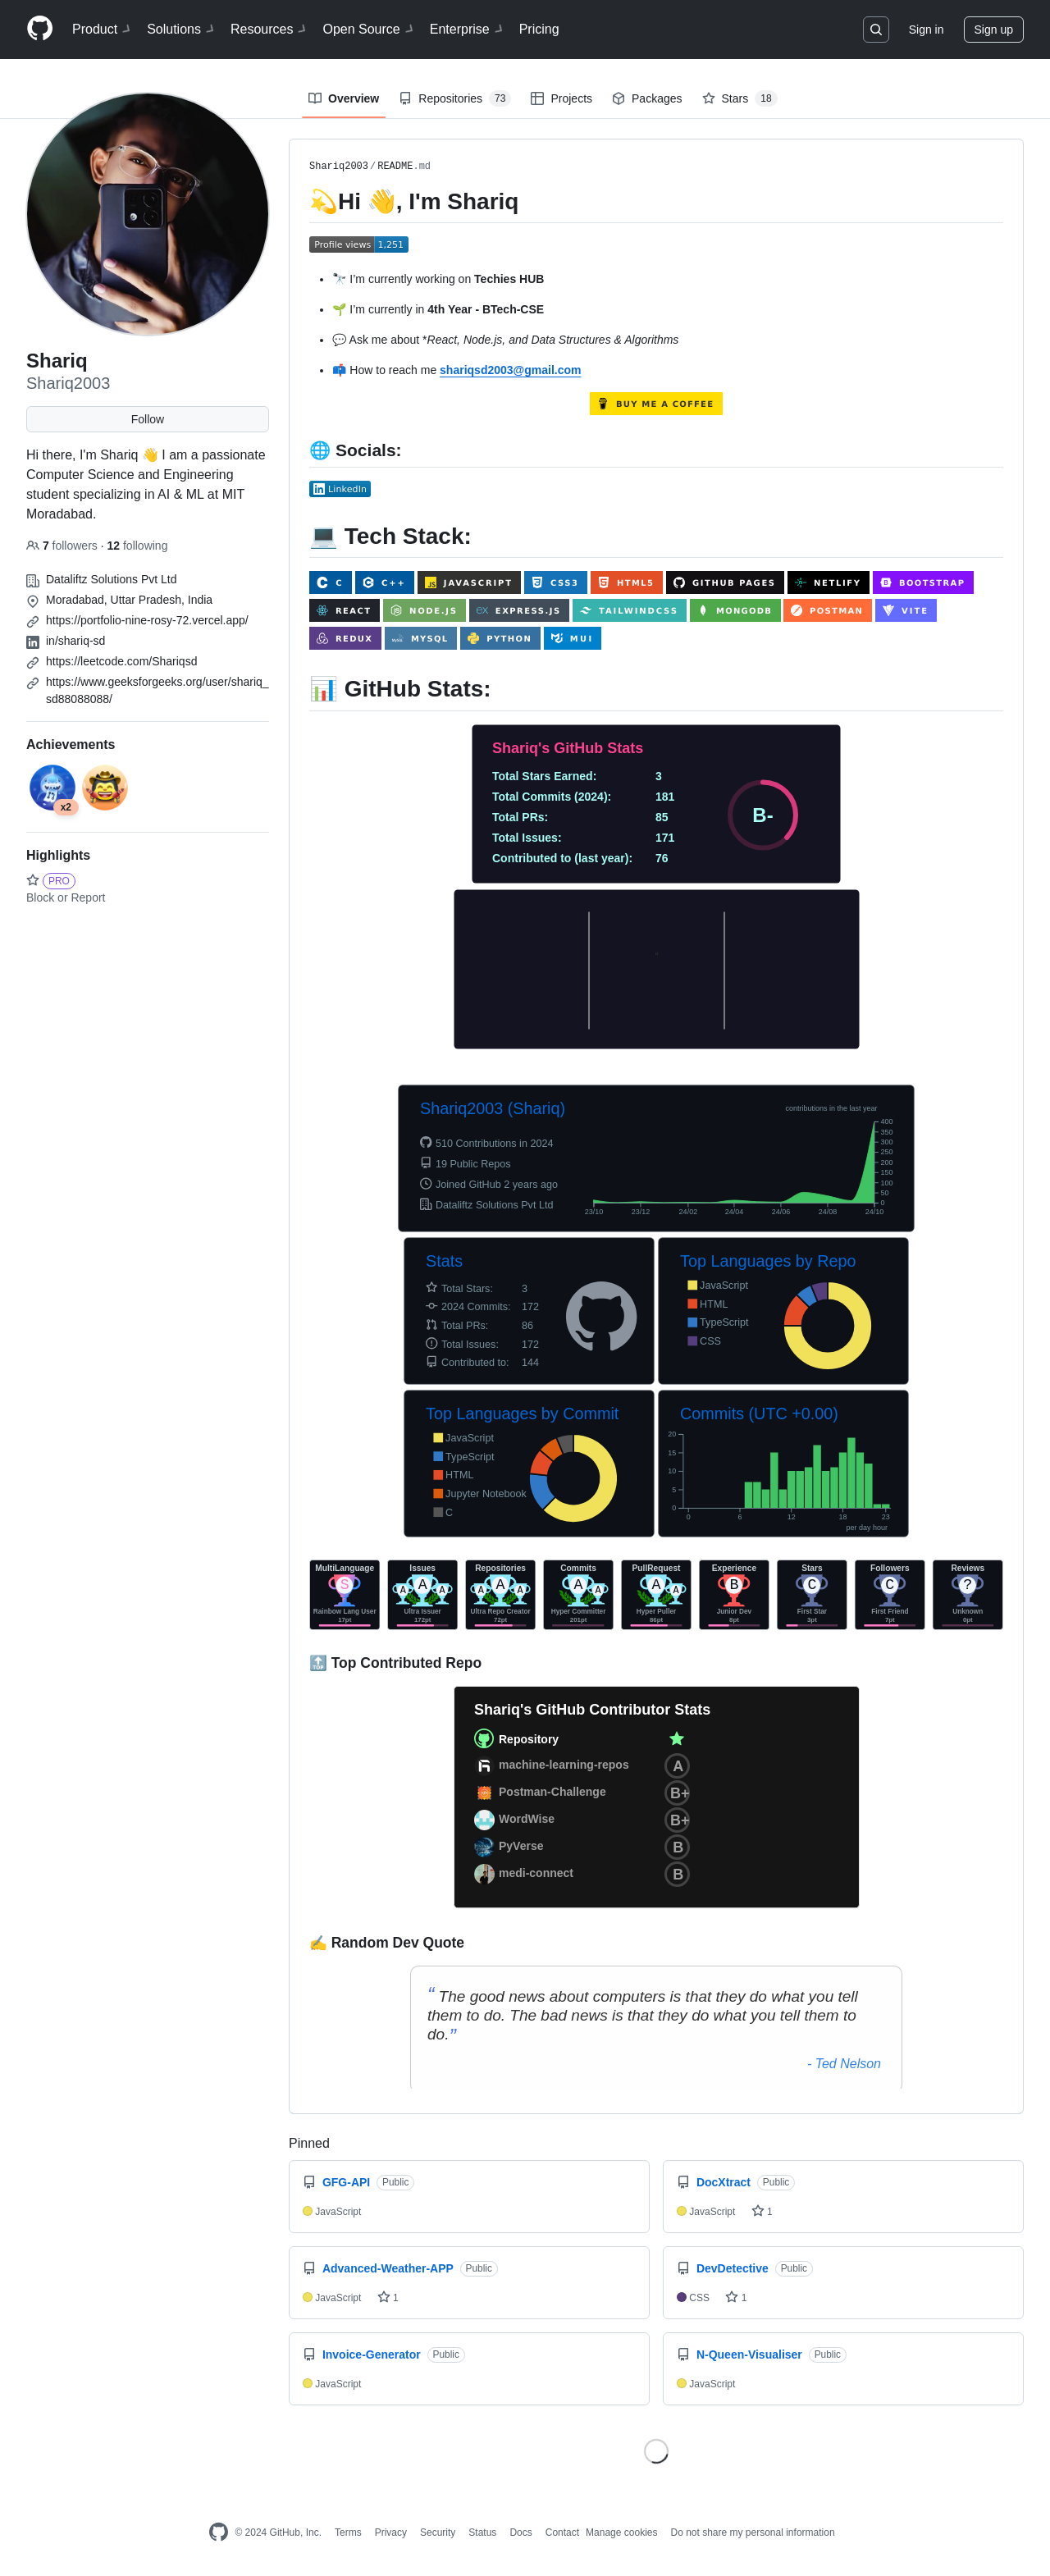 Product Solutions Resources Open Source Enterprise Pricing Sign in Sign up
Overview Repositories 73 Projects Packages Stars 18
Shariq
Shariq2003
Follow
Hi there, I'm Shariq 👋 I am a passionate
Computer Science and Engineering
student specializing in AI & ML at MIT
Moradabad.
7 followers · 12 following
Dataliftz Solutions Pvt Ltd
Moradabad, Uttar Pradesh, India
https://portfolio-nine-rosy-72.vercel.app/
in/shariq-sd
https://leetcode.com/Shariqsd
https://www.geeksforgeeks.org/user/shariq_
sd88088088/
Achievements
x2
Highlights
PRO
Block or Report
Shariq2003/README.md
💫Hi 👋, I'm Shariq
Profile views 1,251
• 🔭 I’m currently working on Techies HUB
• 🌱 I’m currently in 4th Year - BTech-CSE
• 💬 Ask me about *React, Node.js, and Data Structures & Algorithms
• 📫 How to reach me shariqsd2003@gmail.com
BUY ME A COFFEE
🌐 Socials:
LinkedIn
💻 Tech Stack:
C C++ JAVASCRIPT CSS3 HTML5 GITHUB PAGES NETLIFY BOOTSTRAP
REACT NODE.JS EXPRESS.JS TAILWINDCSS MONGODB POSTMAN VITE
REDUX MYSQL PYTHON MUI
📊 GitHub Stats:
Shariq's GitHub Stats
Total Stars Earned: 3
Total Commits (2024): 181
Total PRs: 85
Total Issues: 171
Contributed to (last year): 76
B-
Shariq2003 (Shariq)
510 Contributions in 2024
19 Public Repos
Joined GitHub 2 years ago
Dataliftz Solutions Pvt Ltd
contributions in the last year
400
350
300
250
200
150
100
50
0
23/10 23/12 24/02 24/04 24/06 24/08 24/10
Stats
Total Stars: 3
2024 Commits: 172
Total PRs: 86
Total Issues: 172
Contributed to: 144
Top Languages by Repo
JavaScript
HTML
TypeScript
CSS
Top Languages by Commit
JavaScript
TypeScript
HTML
Jupyter Notebook
C
Commits (UTC +0.00)
20
15
10
5
0
0 6 12 18 23
per day hour
MultiLanguage Issues Repositories Commits PullRequest Experience Stars Followers Reviews
S A A A A A A A A A A A B C C ?
Rainbow Lang User Ultra Issuer Ultra Repo Creator Hyper Committer Hyper Puller Junior Dev First Star First Friend Unknown
17pt 172pt 72pt 201pt 86pt 8pt 3pt 7pt 0pt
🔝 Top Contributed Repo
Shariq's GitHub Contributor Stats
Repository
machine-learning-repos A
Postman-Challenge B+
WordWise B+
PyVerse B
medi-connect B
✍️ Random Dev Quote
“ The good news about computers is that they do what you tell
them to do. The bad news is that they do what you tell them to
do.”
- Ted Nelson
Pinned
GFG-API Public
JavaScript
DocXtract Public
JavaScript 1
Advanced-Weather-APP Public
JavaScript 1
DevDetective Public
CSS 1
Invoice-Generator Public
JavaScript
N-Queen-Visualiser Public
JavaScript
© 2024 GitHub, Inc. Terms Privacy Security Status Docs Contact Manage cookies Do not share my personal information